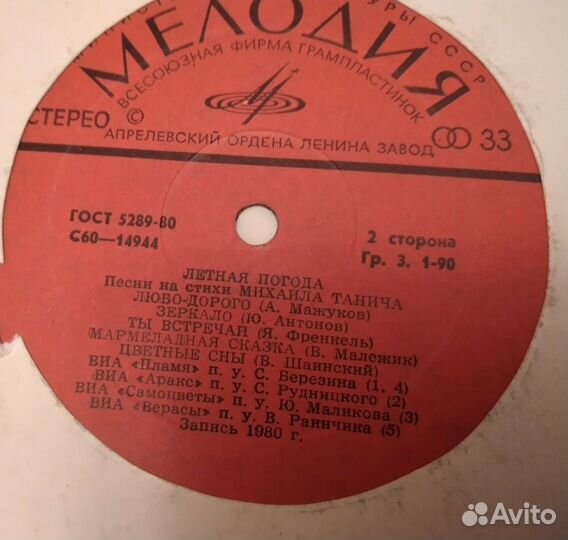 УРЫ СССР
МЕЛОДИЯ
ВСЕСОЮЗНАЯ ФИРМА ГРАМПЛАСТИНОК
СТЕРЕО ©
33
АПРЕЛЕВСКИЙ ОРДЕНА ЛЕНИНА ЗАВОД
ГОСТ 5289-80
С60—14944
2 сторона
Гр. 3. 1-90
ЛЕТНАЯ ПОГОДА
Песни на стихи МИХАИЛА ТАНИЧА
ЛЮБО-ДОРОГО (А. Мажуков)
ЗЕРКАЛО (Ю. Антонов)
ТЫ ВСТРЕЧАЙ (Я. Френкель)
МАРМЕЛАДНАЯ СКАЗКА (В. Малежик)
ЦВЕТНЫЕ СНЫ (В. Шаинский)
ВИА «Пламя» п. у. С. Березина (1, 4)
ВИА «Аракс» п. у. С. Рудницкого (2)
ВИА «Самоцветы» п. у. Ю. Маликова (3)
ВИА «Верасы» п. у. В. Раинчика (5)
Запись 1980 г.
Avito